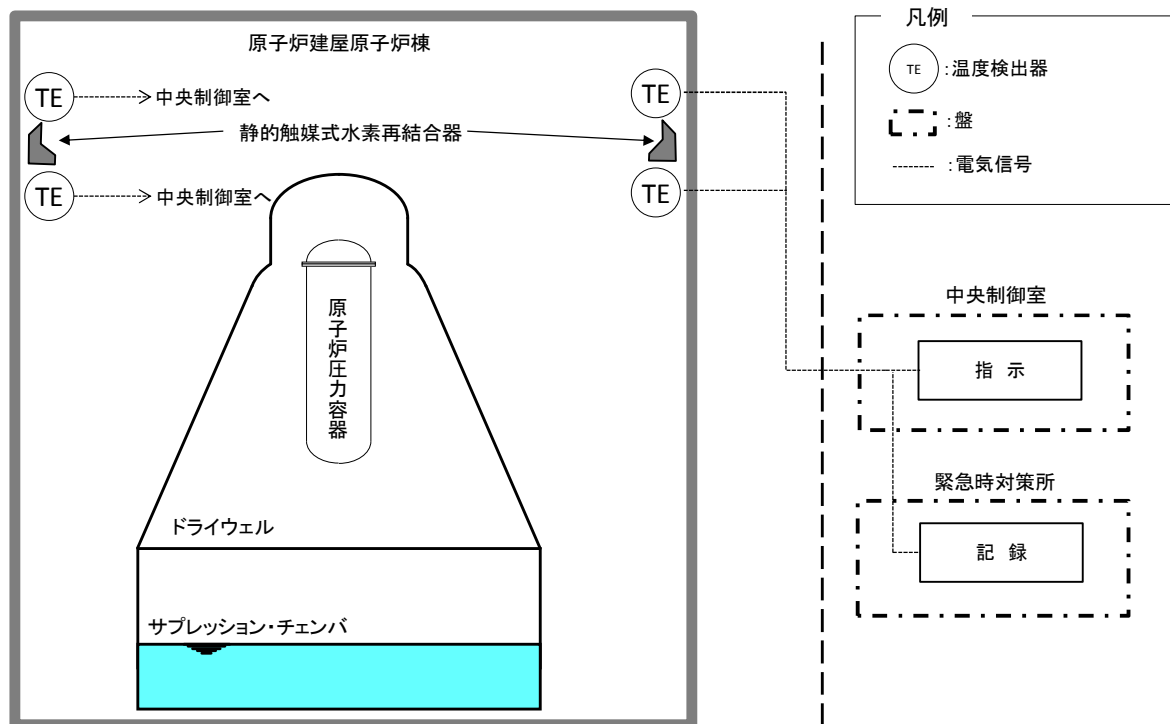 原子炉建屋原子炉棟
TE
中央制御室へ
TE
静的触媒式水素再結合器
TE
中央制御室へ
TE
原子炉圧力容器
ドライウェル
サプレッション・チェンバ
凡例
TE :温度検出器
:盤
:電気信号
中央制御室
指 示
緊急時対策所
記 録